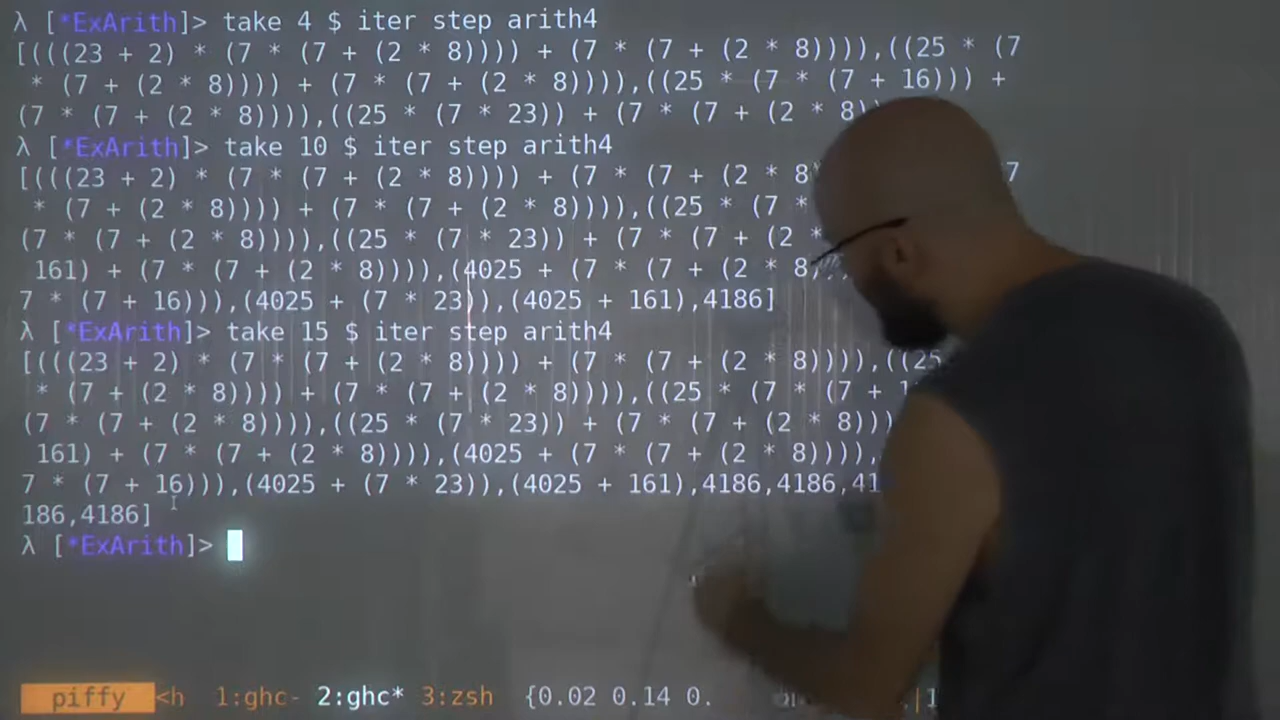 λ [*ExArith]> take 4 $ iter step arith4
[(((23 + 2) * (7 * (7 + (2 * 8)))) + (7 * (7 + (2 * 8)))),((25 * (7
* (7 + (2 * 8)))) + (7 * (7 + (2 * 8)))),((25 * (7 * (7 + 16))) +
(7 * (7 + (2 * 8)))),((25 * (7 * 23)) + (7 * (7 + (2 * 8)
λ [*ExArith]> take 10 $ iter step arith4
[(((23 + 2) * (7 * (7 + (2 * 8)))) + (7 * (7 + (2 * 8) 7
* (7 + (2 * 8)))) + (7 * (7 + (2 * 8)))),((25 * (7 *
(7 * (7 + (2 * 8)))),((25 * (7 * 23)) + (7 * (7 + (2 *
161) + (7 * (7 + (2 * 8)))),(4025 + (7 * (7 + (2 * 8)
7 * (7 + 16))),(4025 + (7 * 23)),(4025 + 161),4186]
λ [*ExArith]> take 15 $ iter step arith4
[(((23 + 2) * (7 * (7 + (2 * 8)))) + (7 * (7 + (2 * 8)))),((25
* (7 + (2 * 8)))) + (7 * (7 + (2 * 8)))),((25 * (7 * (7 + 1
(7 * (7 + (2 * 8)))),((25 * (7 * 23)) + (7 * (7 + (2 * 8)))
161) + (7 * (7 + (2 * 8)))),(4025 + (7 * (7 + (2 * 8)))),
7 * (7 + 16))),(4025 + (7 * 23)),(4025 + 161),4186,4186,41
186,4186]
λ [*ExArith]>
piffy <h 1:ghc- 2:ghc* 3:zsh {0.02 0.14 0.